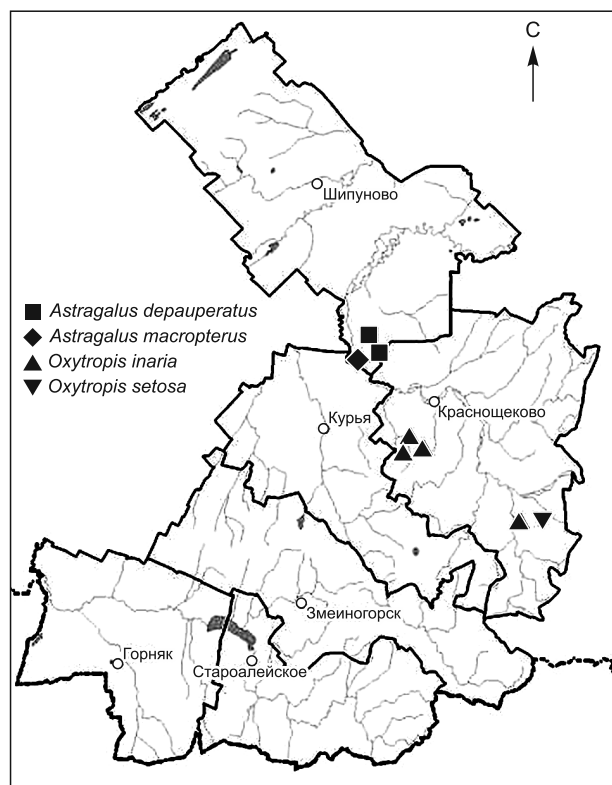 С
Шипуново
Astragalus depauperatus
Astragalus macropterus
Oxytropis inaria
Oxytropis setosa
Краснощеково
Курья
Змеиногорск
Горняк
Староалейское